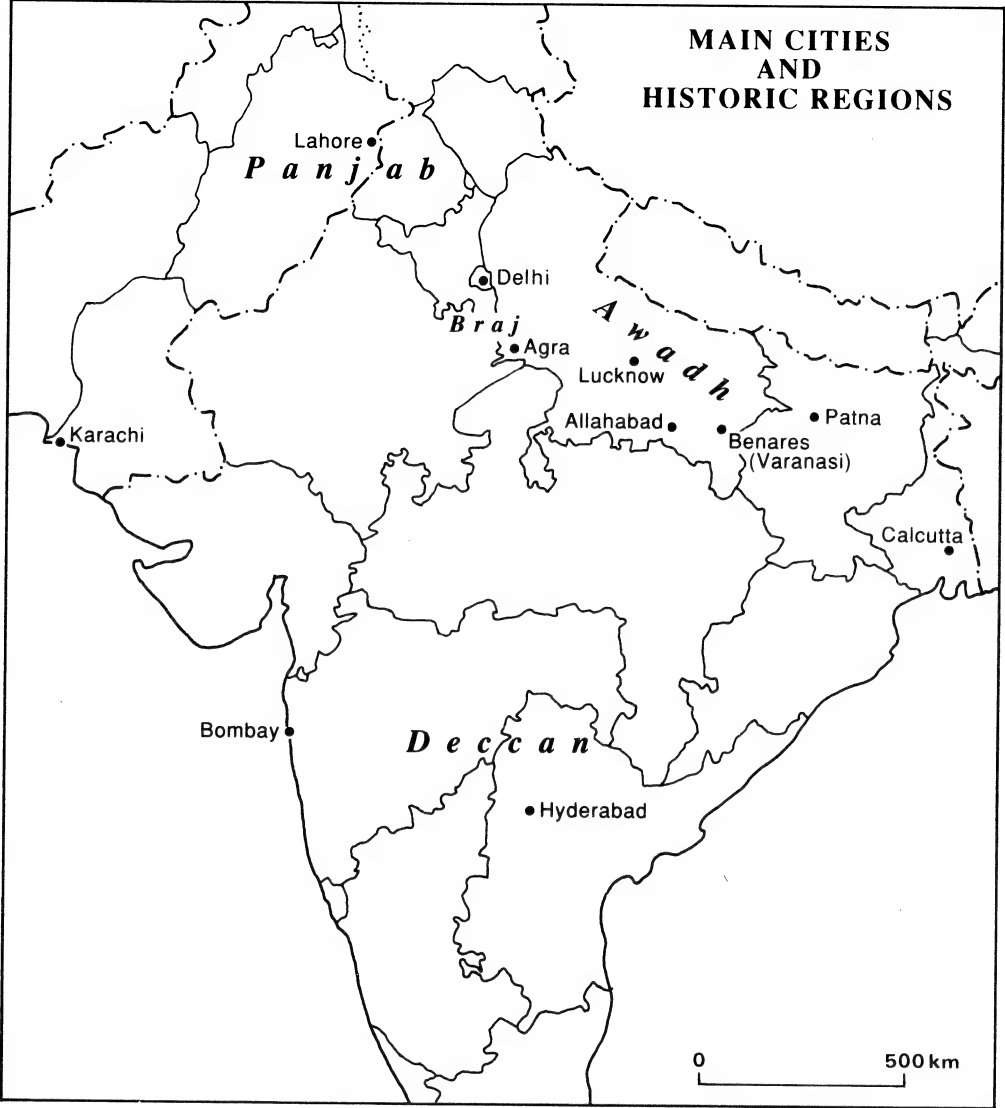 MAIN CITIES
AND
HISTORIC REGIONS
Lahore
Panjab
Delhi
Braj
Agra
Awadh
Lucknow
Allahabad
Patna
Karachi
Benares
(Varanasi)
Calcutta
Bombay
Deccan
Hyderabad
0 500 km